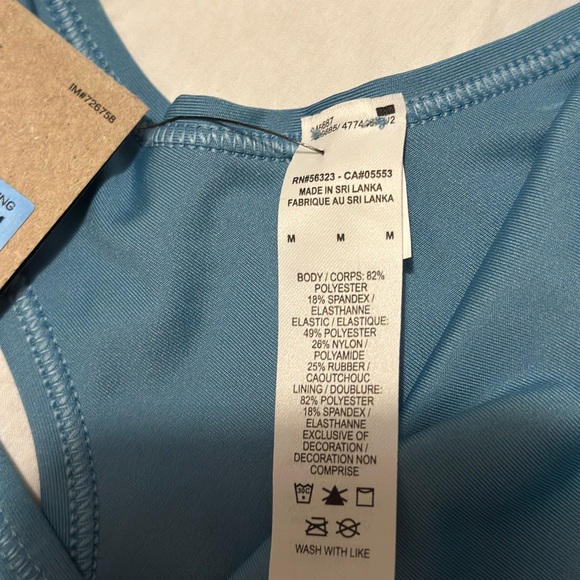 IM#726758
RN#56323 - CA#05553
MADE IN SRI LANKA
FABRIQUE AU SRI LANKA
M M M
BODY / CORPS: 82%
POLYESTER
18% SPANDEX /
ELASTHANNE
ELASTIC / ELASTIQUE:
49% POLYESTER
26% NYLON /
POLYAMIDE
25% RUBBER /
CAOUTCHOUC
LINING / DOUBLURE:
82% POLYESTER
18% SPANDEX /
ELASTHANNE
EXCLUSIVE OF
DECORATION /
DECORATION NON
COMPRISE
30C
WASH WITH LIKE